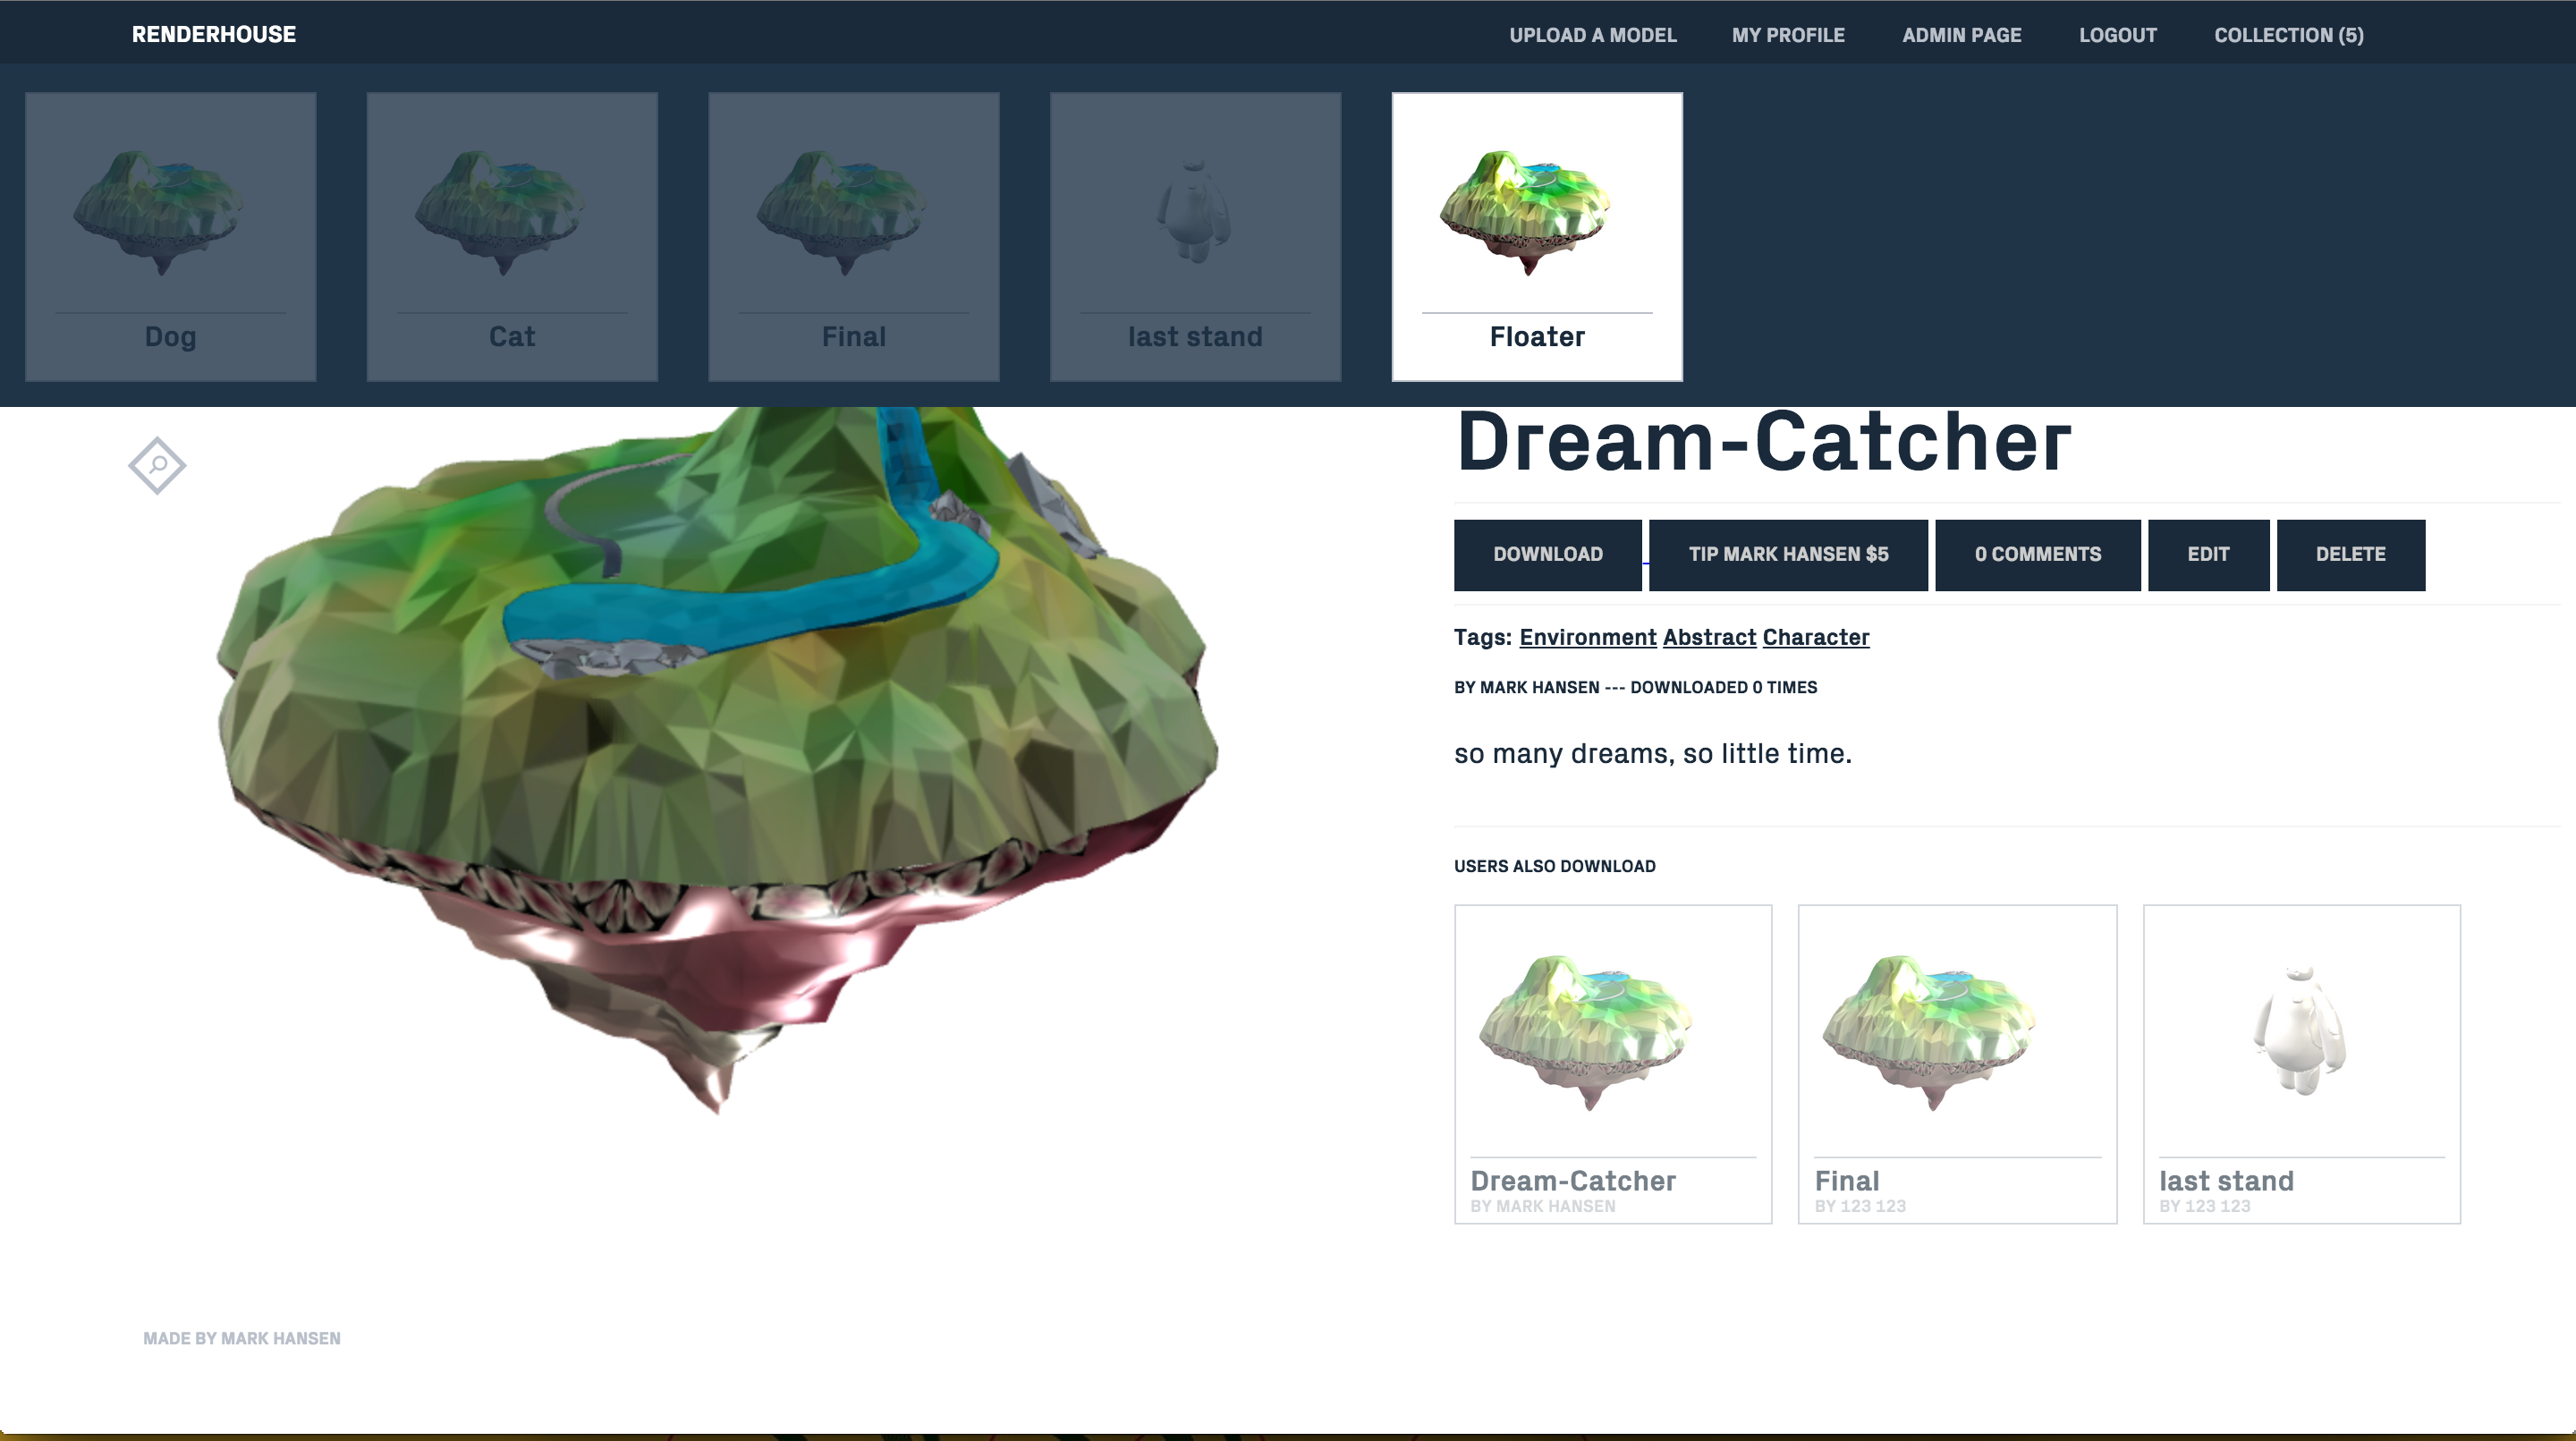 RENDERHOUSE
UPLOAD A MODEL MY PROFILE ADMIN PAGE LOGOUT COLLECTION (5)
Dog Cat Final last stand Floater
Dream-Catcher
DOWNLOAD TIP MARK HANSEN $5 0 COMMENTS EDIT DELETE
Tags: Environment Abstract Character
BY MARK HANSEN --- DOWNLOADED 0 TIMES
so many dreams, so little time.
USERS ALSO DOWNLOAD
Dream-Catcher
BY MARK HANSEN
Final
BY 123 123
last stand
BY 123 123
MADE BY MARK HANSEN